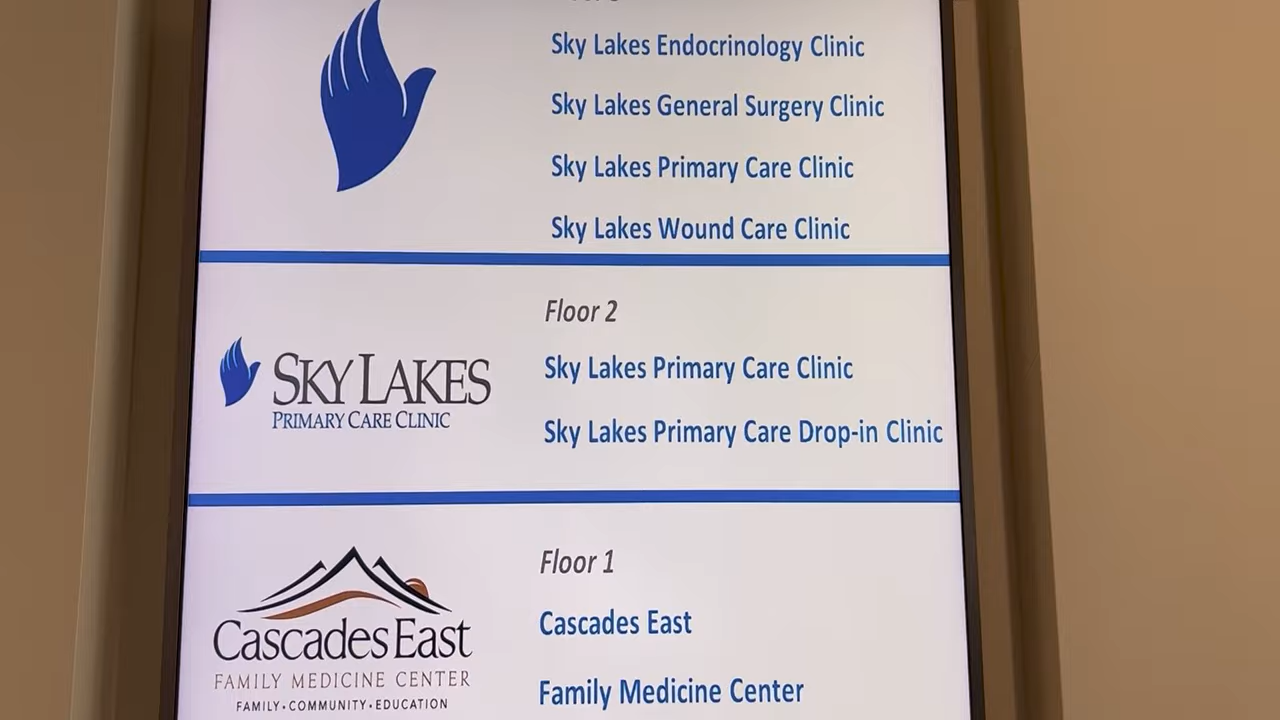 Sky Lakes Endocrinology Clinic
Sky Lakes General Surgery Clinic
Sky Lakes Primary Care Clinic
Sky Lakes Wound Care Clinic
Floor 2
SKY LAKES
PRIMARY CARE CLINIC
Sky Lakes Primary Care Clinic
Sky Lakes Primary Care Drop-in Clinic
Floor 1
Cascades East
FAMILY MEDICINE CENTER
FAMILY • COMMUNITY • EDUCATION
Cascades East
Family Medicine Center